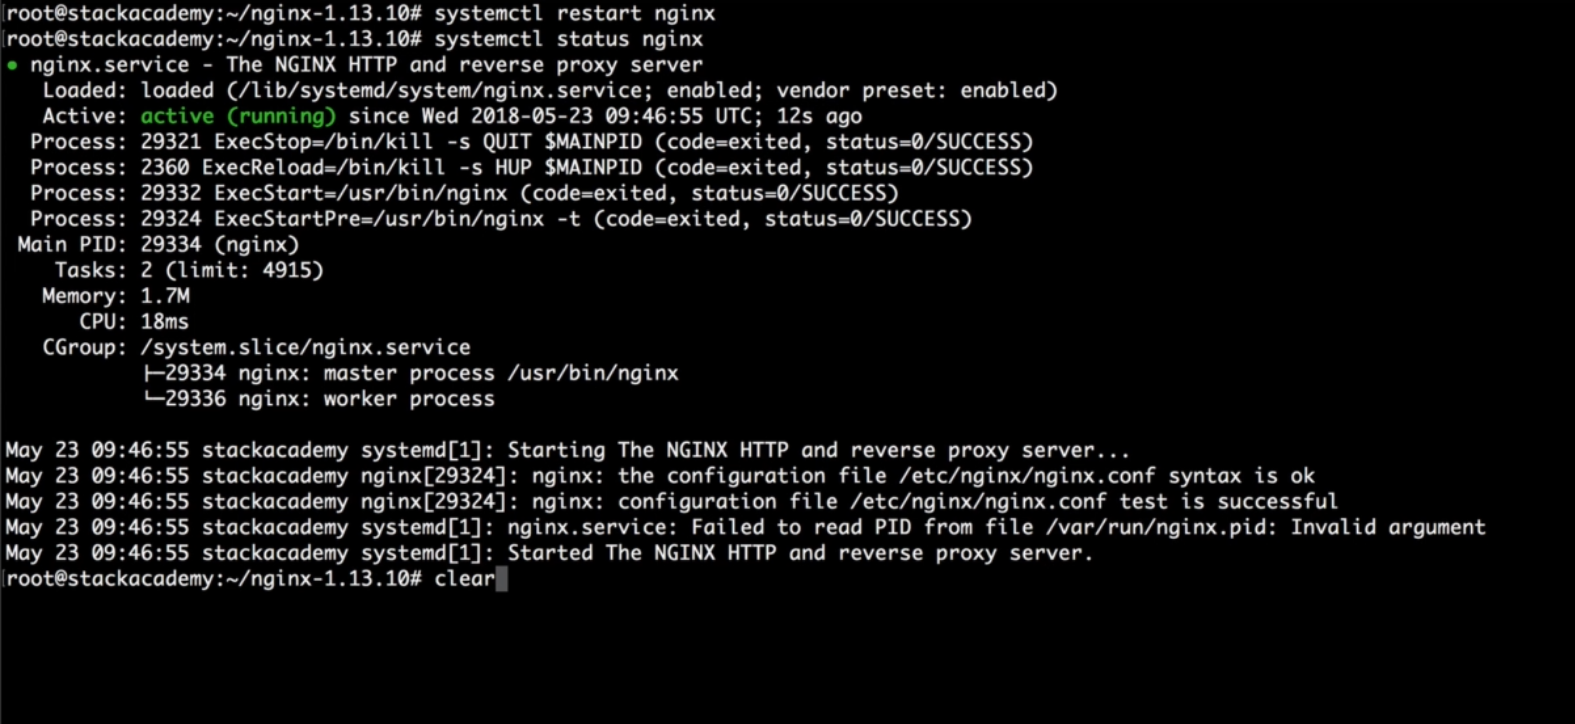 [root@stackacademy:~/nginx-1.13.10# systemctl restart nginx
[root@stackacademy:~/nginx-1.13.10# systemctl status nginx
● nginx.service - The NGINX HTTP and reverse proxy server
Loaded: loaded (/lib/systemd/system/nginx.service; enabled; vendor preset: enabled)
Active: active (running) since Wed 2018-05-23 09:46:55 UTC; 12s ago
Process: 29321 ExecStop=/bin/kill -s QUIT $MAINPID (code=exited, status=0/SUCCESS)
Process: 2360 ExecReload=/bin/kill -s HUP $MAINPID (code=exited, status=0/SUCCESS)
Process: 29332 ExecStart=/usr/bin/nginx (code=exited, status=0/SUCCESS)
Process: 29324 ExecStartPre=/usr/bin/nginx -t (code=exited, status=0/SUCCESS)
Main PID: 29334 (nginx)
Tasks: 2 (limit: 4915)
Memory: 1.7M
CPU: 18ms
CGroup: /system.slice/nginx.service
├─29334 nginx: master process /usr/bin/nginx
└─29336 nginx: worker process
May 23 09:46:55 stackacademy systemd[1]: Starting The NGINX HTTP and reverse proxy server...
May 23 09:46:55 stackacademy nginx[29324]: nginx: the configuration file /etc/nginx/nginx.conf syntax is ok
May 23 09:46:55 stackacademy nginx[29324]: nginx: configuration file /etc/nginx/nginx.conf test is successful
May 23 09:46:55 stackacademy systemd[1]: nginx.service: Failed to read PID from file /var/run/nginx.pid: Invalid argument
May 23 09:46:55 stackacademy systemd[1]: Started The NGINX HTTP and reverse proxy server.
[root@stackacademy:~/nginx-1.13.10# clear